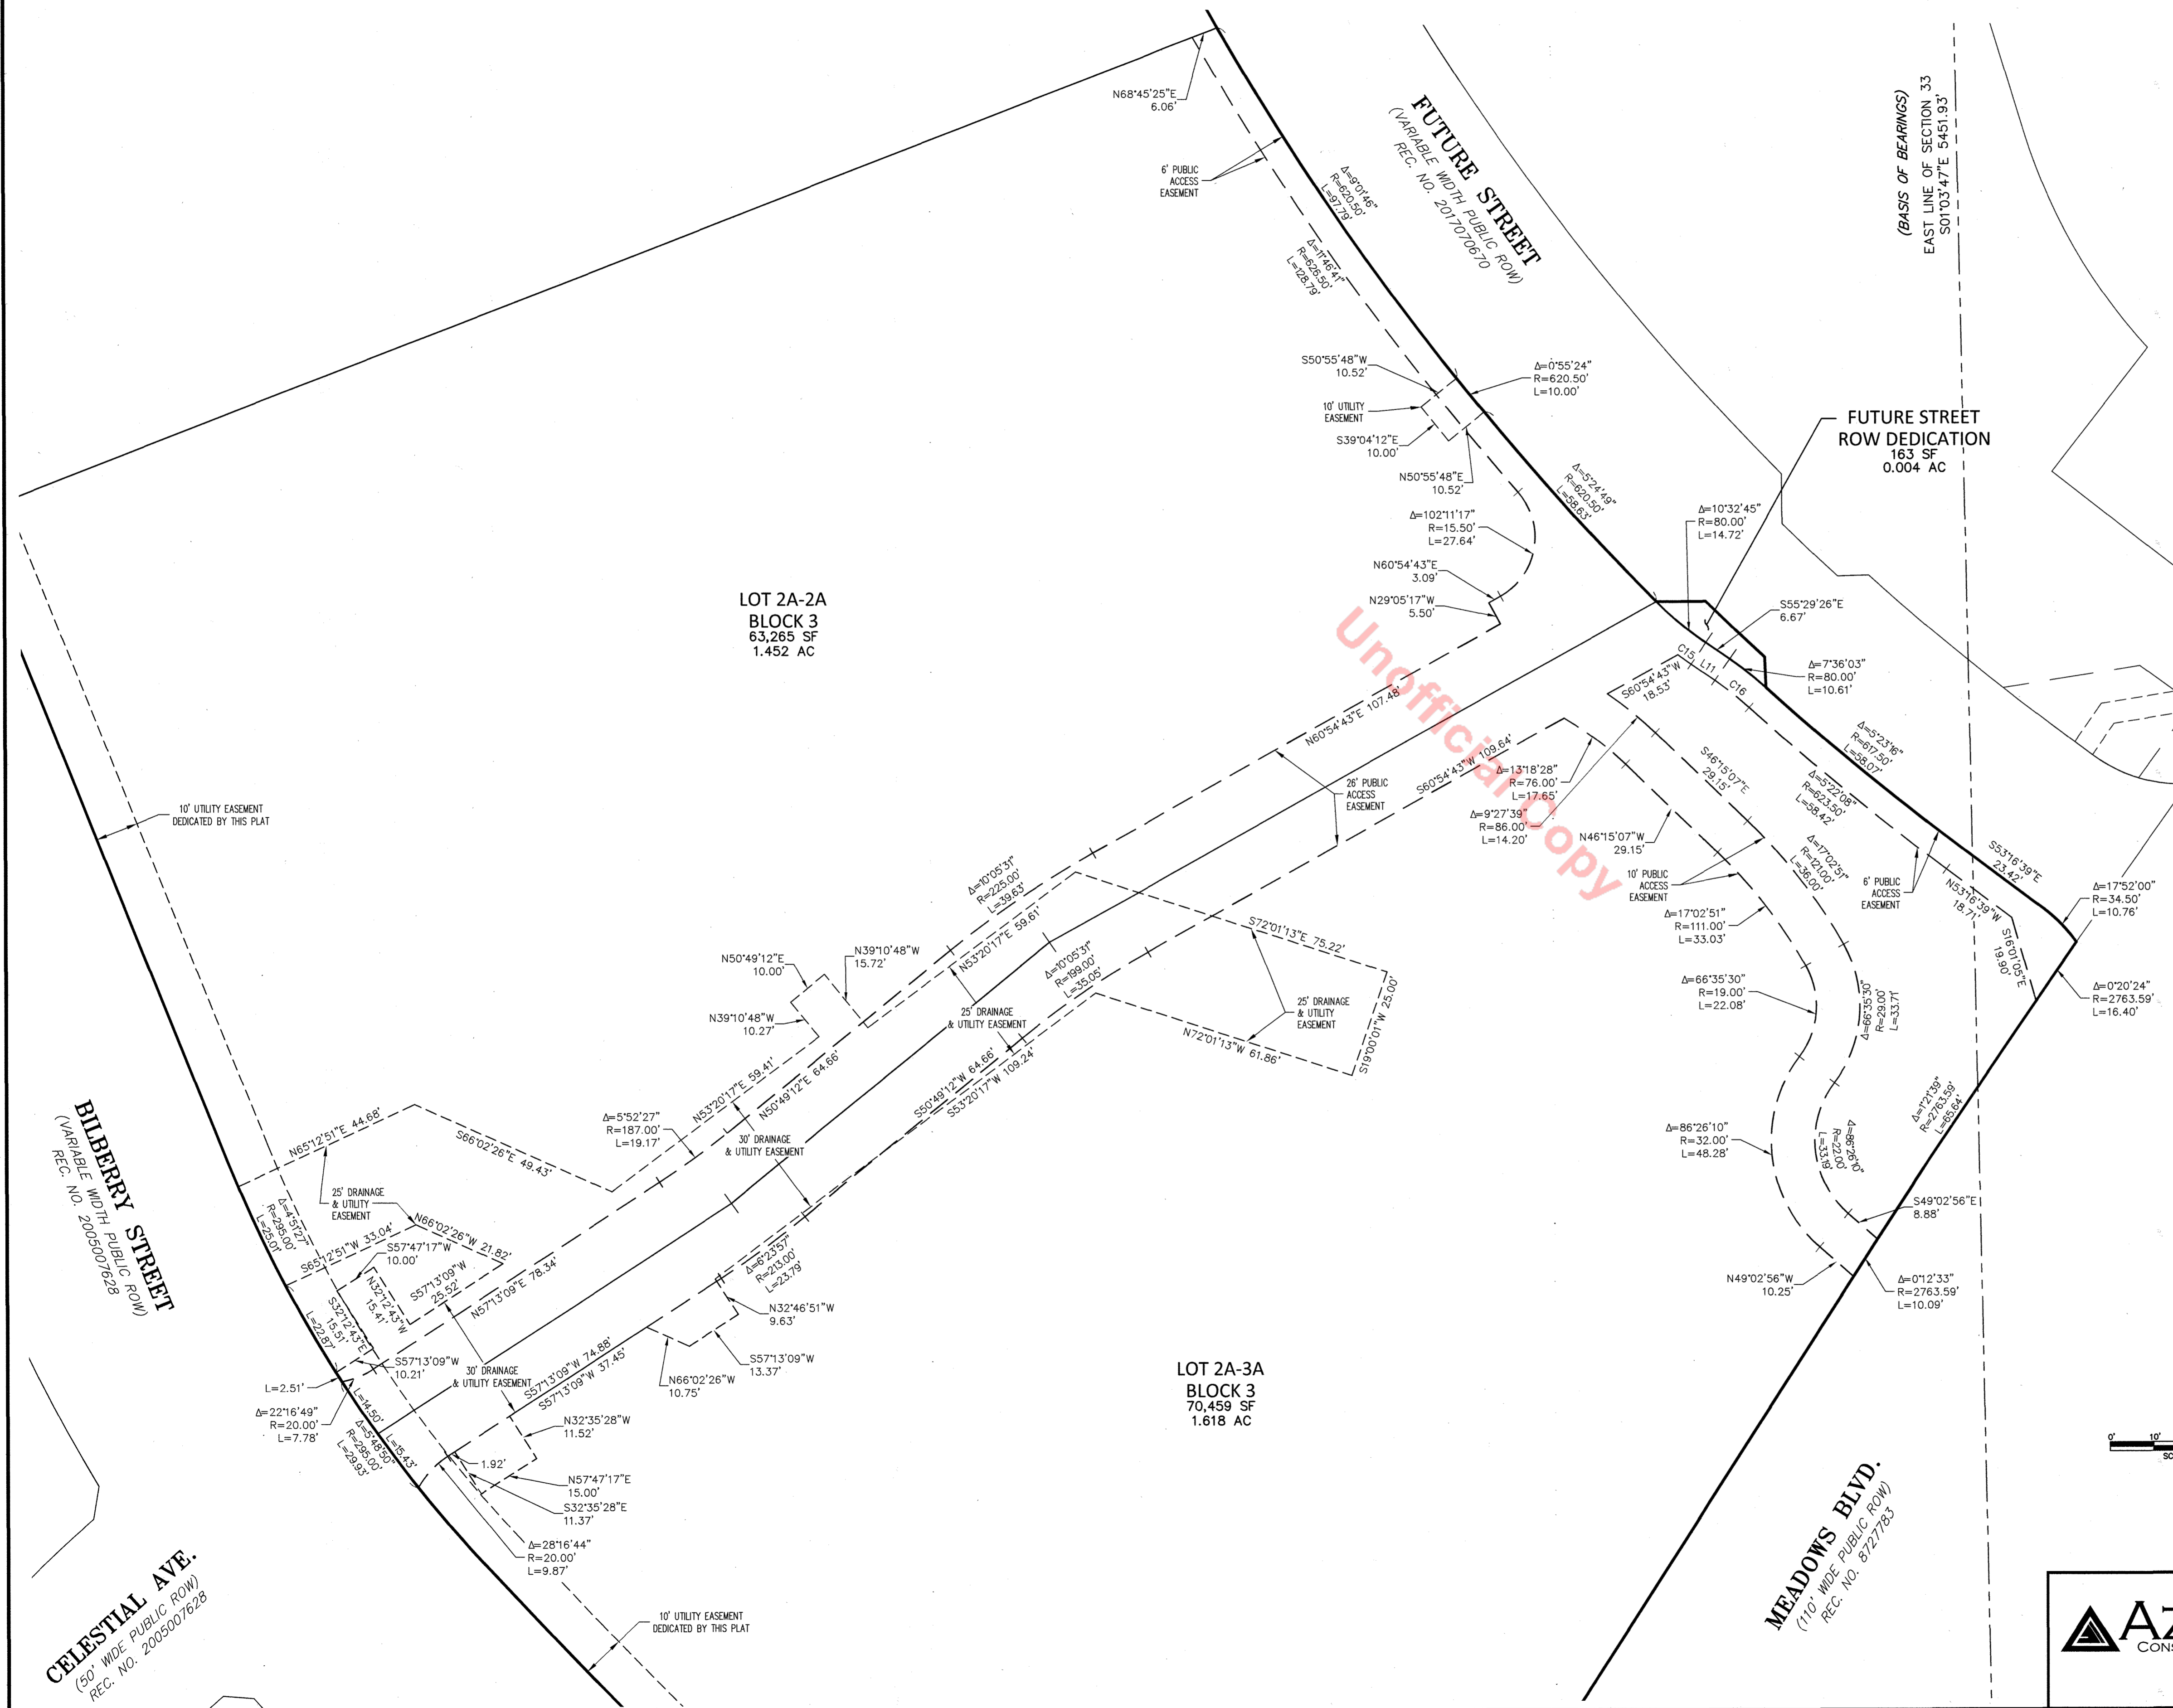 N68°45'25"E
6.06'
6' PUBLIC
ACCESS
EASEMENT
Δ=9°01'46"
R=620.50'
L=97.79'
Δ=11°46'41"
R=626.50'
L=128.79'
FUTURE STREET
(VARIABLE WIDTH PUBLIC ROW)
REC. NO. 2017070670
(BASIS OF BEARINGS)
EAST LINE OF SECTION 33
S01°03'47"E 5451.93'
S50°55'48"W
10.52'
10' UTILITY
EASEMENT
S39°04'12"E
10.00'
N50°55'48"E
10.52'
Δ=0°55'24"
R=620.50'
L=10.00'
Δ=5°24'49"
R=620.50'
L=58.63'
FUTURE STREET
ROW DEDICATION
163 SF
0.004 AC
Δ=102°11'17"
R=15.50'
L=27.64'
N60°54'43"E
3.09'
N29°05'17"W
5.50'
Δ=10°32'45"
R=80.00'
L=14.72'
S55°29'26"E
6.67'
Δ=7°36'03"
R=80.00'
L=10.61'
C15
L11
C16
S60°54'43"W
18.53'
LOT 2A-2A
BLOCK 3
63,265 SF
1.452 AC
Unofficial Copy
N60°54'43"E 107.48'
26' PUBLIC
ACCESS
EASEMENT
S60°54'43"W 109.64'
Δ=13°18'28"
R=76.00'
L=17.65'
Δ=9°27'39"
R=86.00'
L=14.20'
S46°15'07"E
29.15'
N46°15'07"W
29.15'
Δ=5°23'16"
R=617.50'
L=58.07'
Δ=5°22'08"
R=623.50'
L=58.42'
10' PUBLIC
ACCESS
EASEMENT
Δ=17°02'51"
R=121.00'
L=36.00'
6' PUBLIC
ACCESS
EASEMENT
S53°16'39"E
23.42'
N53°16'39"W
18.71'
Δ=17°52'00"
R=34.50'
L=10.76'
S16°01'05"E
19.90'
Δ=0°20'24"
R=2763.59'
L=16.40'
Δ=17°02'51"
R=111.00'
L=33.03'
Δ=66°35'30"
R=19.00'
L=22.08'
Δ=66°35'30"
R=29.00'
L=33.71'
Δ=86°26'10"
R=32.00'
L=48.28'
Δ=86°26'10"
R=22.00'
L=33.19'
Δ=1°21'39"
R=2763.59'
L=65.64'
S49°02'56"E
8.88'
N49°02'56"W
10.25'
Δ=0°12'33"
R=2763.59'
L=10.09'
10' UTILITY EASEMENT
DEDICATED BY THIS PLAT
Δ=10°05'31"
R=225.00'
L=39.63'
N53°20'17"E 59.61'
N50°49'12"E
10.00'
N39°10'48"W
15.72'
N39°10'48"W
10.27'
S72°01'13"E 75.22'
Δ=10°05'31"
R=199.00'
L=35.05'
25' DRAINAGE
& UTILITY EASEMENT
25' DRAINAGE
& UTILITY
EASEMENT
S19°00'01"W 25.00'
N72°01'13"W 61.86'
N53°20'17"E 59.41'
N50°49'12"E 64.66'
S50°49'12"W 64.66'
S53°20'17"W 109.24'
Δ=5°52'27"
R=187.00'
L=19.17'
30' DRAINAGE
& UTILITY EASEMENT
BILBERRY STREET
(VARIABLE WIDTH PUBLIC ROW)
REC. NO. 2005007628
N65°12'51"E 44.68'
S66°02'26"E 49.43'
25' DRAINAGE
& UTILITY
EASEMENT
Δ=4°51'27"
R=295.00'
L=25.01'
S65°12'51"W 33.04'
N66°02'26"W 21.82'
S57°47'17"W
10.00'
N32°12'43"W
15.41'
S57°13'09"W
25.52'
S32°12'43"E
15.51'
L=22.87'
N57°13'09"E 78.34'
S57°13'09"W
10.21'
L=2.51'
Δ=22°16'49"
R=20.00'
L=7.78'
L=14.50'
Δ=5°48'50"
R=295.00'
L=29.93'
L=15.43'
30' DRAINAGE
& UTILITY EASEMENT
Δ=6°23'57"
R=213.00'
L=23.79'
N32°46'51"W
9.63'
S57°13'09"W
13.37'
N66°02'26"W
10.75'
S57°13'09"W 74.88'
S57°13'09"W 37.45'
N32°35'28"W
11.52'
1.92'
N57°47'17"E
15.00'
S32°35'28"E
11.37'
Δ=28°16'44"
R=20.00'
L=9.87'
LOT 2A-3A
BLOCK 3
70,459 SF
1.618 AC
10' UTILITY EASEMENT
DEDICATED BY THIS PLAT
CELESTIAL AVE.
(50' WIDE PUBLIC ROW)
REC. NO. 2005007628
MEADOWS BLVD.
(110' WIDE PUBLIC ROW)
REC. NO. 8727783
0' 10'
SC
AZ
CONS